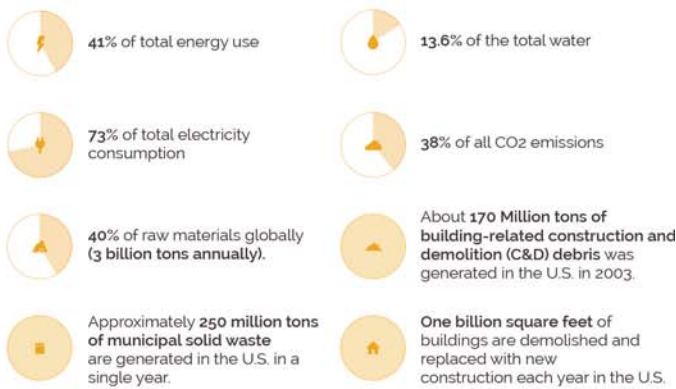 41% of total energy use
13.6% of the total water
73% of total electricity
consumption
38% of all CO2 emissions
40% of raw materials globally
(3 billion tons annually).
About 170 Million tons of
building-related construction and
demolition (C&D) debris was
generated in the U.S. in 2003.
Approximately 250 million tons
of municipal solid waste
are generated in the U.S. in a
single year.
One billion square feet of
buildings are demolished and
replaced with new
construction each year in the U.S.